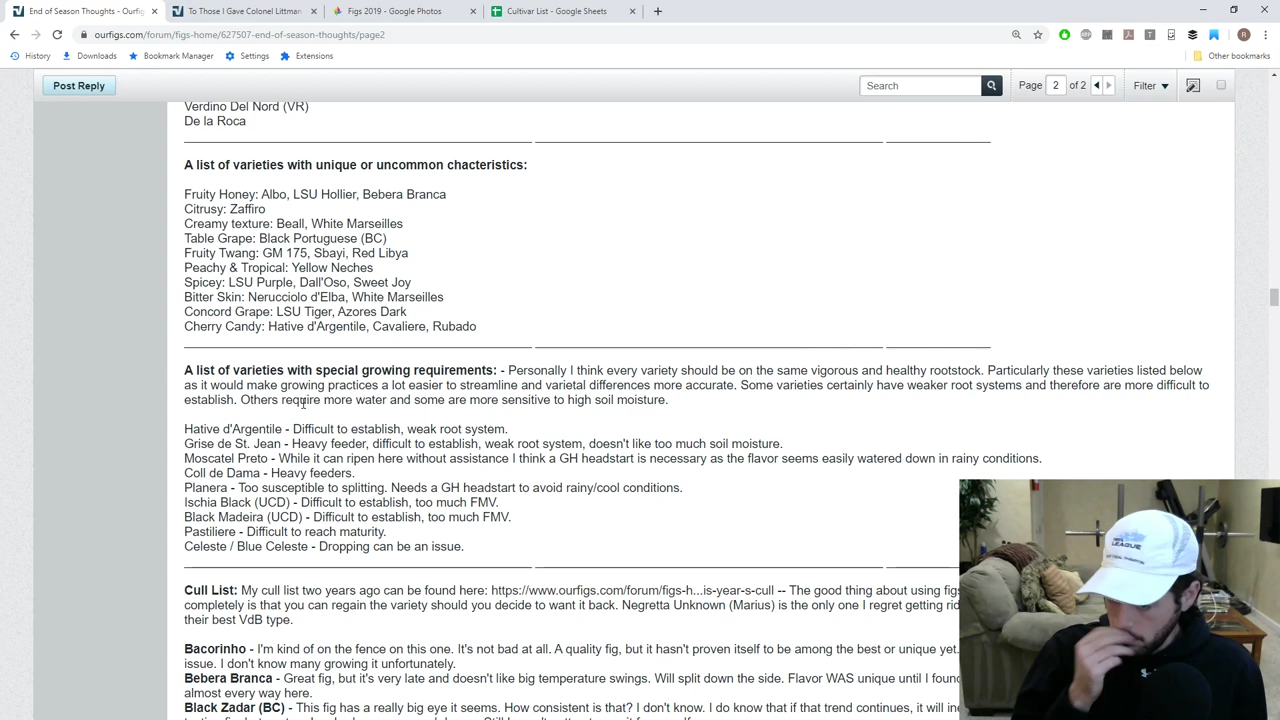 End of Season Thoughts - Ourfigs.c
To Those I Gave Colonel Littman
Figs 2019 - Google Photos
Cultivar List - Google Sheets
ourfigs.com/forum/figs-home/627507-end-of-season-thoughts/page2
History
Downloads
Bookmark Manager
Settings
Extensions
Other bookmarks
Post Reply
Search
Page 2 of 2
Filter
Verdino Del Nord (VR)
De la Roca
A list of varieties with unique or uncommon chacteristics:
Fruity Honey: Albo, LSU Hollier, Bebera Branca
Citrusy: Zaffiro
Creamy texture: Beall, White Marseilles
Table Grape: Black Portuguese (BC)
Fruity Twang: GM 175, Sbayi, Red Libya
Peachy & Tropical: Yellow Neches
Spicey: LSU Purple, Dall'Oso, Sweet Joy
Bitter Skin: Nerucciolo d'Elba, White Marseilles
Concord Grape: LSU Tiger, Azores Dark
Cherry Candy: Hative d'Argentile, Cavaliere, Rubado
A list of varieties with special growing requirements: - Personally I think every variety should be on the same vigorous and healthy rootstock. Particularly these varieties listed below
as it would make growing practices a lot easier to streamline and varietal differences more accurate. Some varieties certainly have weaker root systems and therefore are more difficult to
establish. Others require more water and some are more sensitive to high soil moisture.
Hative d'Argentile - Difficult to establish, weak root system.
Grise de St. Jean - Heavy feeder, difficult to establish, weak root system, doesn't like too much soil moisture.
Moscatel Preto - While it can ripen here without assistance I think a GH headstart is necessary as the flavor seems easily watered down in rainy conditions.
Coll de Dama - Heavy feeders.
Planera - Too susceptible to splitting. Needs a GH headstart to avoid rainy/cool conditions.
Ischia Black (UCD) - Difficult to establish, too much FMV.
Black Madeira (UCD) - Difficult to establish, too much FMV.
Pastiliere - Difficult to reach maturity.
Celeste / Blue Celeste - Dropping can be an issue.
Cull List: My cull list two years ago can be found here: https://www.ourfigs.com/forum/figs-h...is-year-s-cull -- The good thing about using figs
completely is that you can regain the variety should you decide to want it back. Negretta Unknown (Marius) is the only one I regret getting rid
their best VdB type.
Bacorinho - I'm kind of on the fence on this one. It's not bad at all. A quality fig, but it hasn't proven itself to be among the best or unique yet.
issue. I don't know many growing it unfortunately.
Bebera Branca - Great fig, but it's very late and doesn't like big temperature swings. Will split down the side. Flavor WAS unique until I foun
almost every way here.
Black Zadar (BC) - This fig has a really big eye it seems. How consistent is that? I don't know. I do know that if that trend continues, it will in